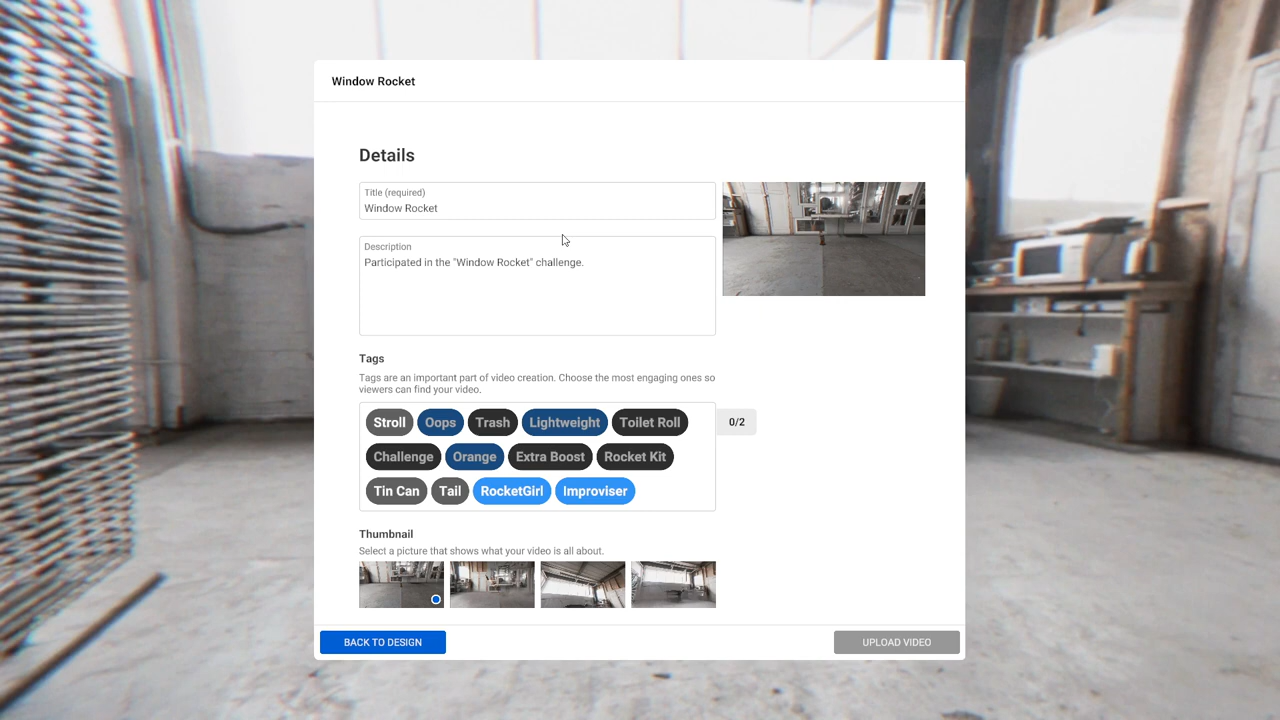 Window Rocket
Details
Title (required)
Window Rocket
Description
Participated in the "Window Rocket" challenge.
Tags
Tags are an important part of video creation. Choose the most engaging ones so
viewers can find your video.
Stroll Oops Trash Lightweight Toilet Roll 0/2
Challenge Orange Extra Boost Rocket Kit
Tin Can Tail RocketGirl Improviser
Thumbnail
Select a picture that shows what your video is all about.
BACK TO DESIGN UPLOAD VIDEO